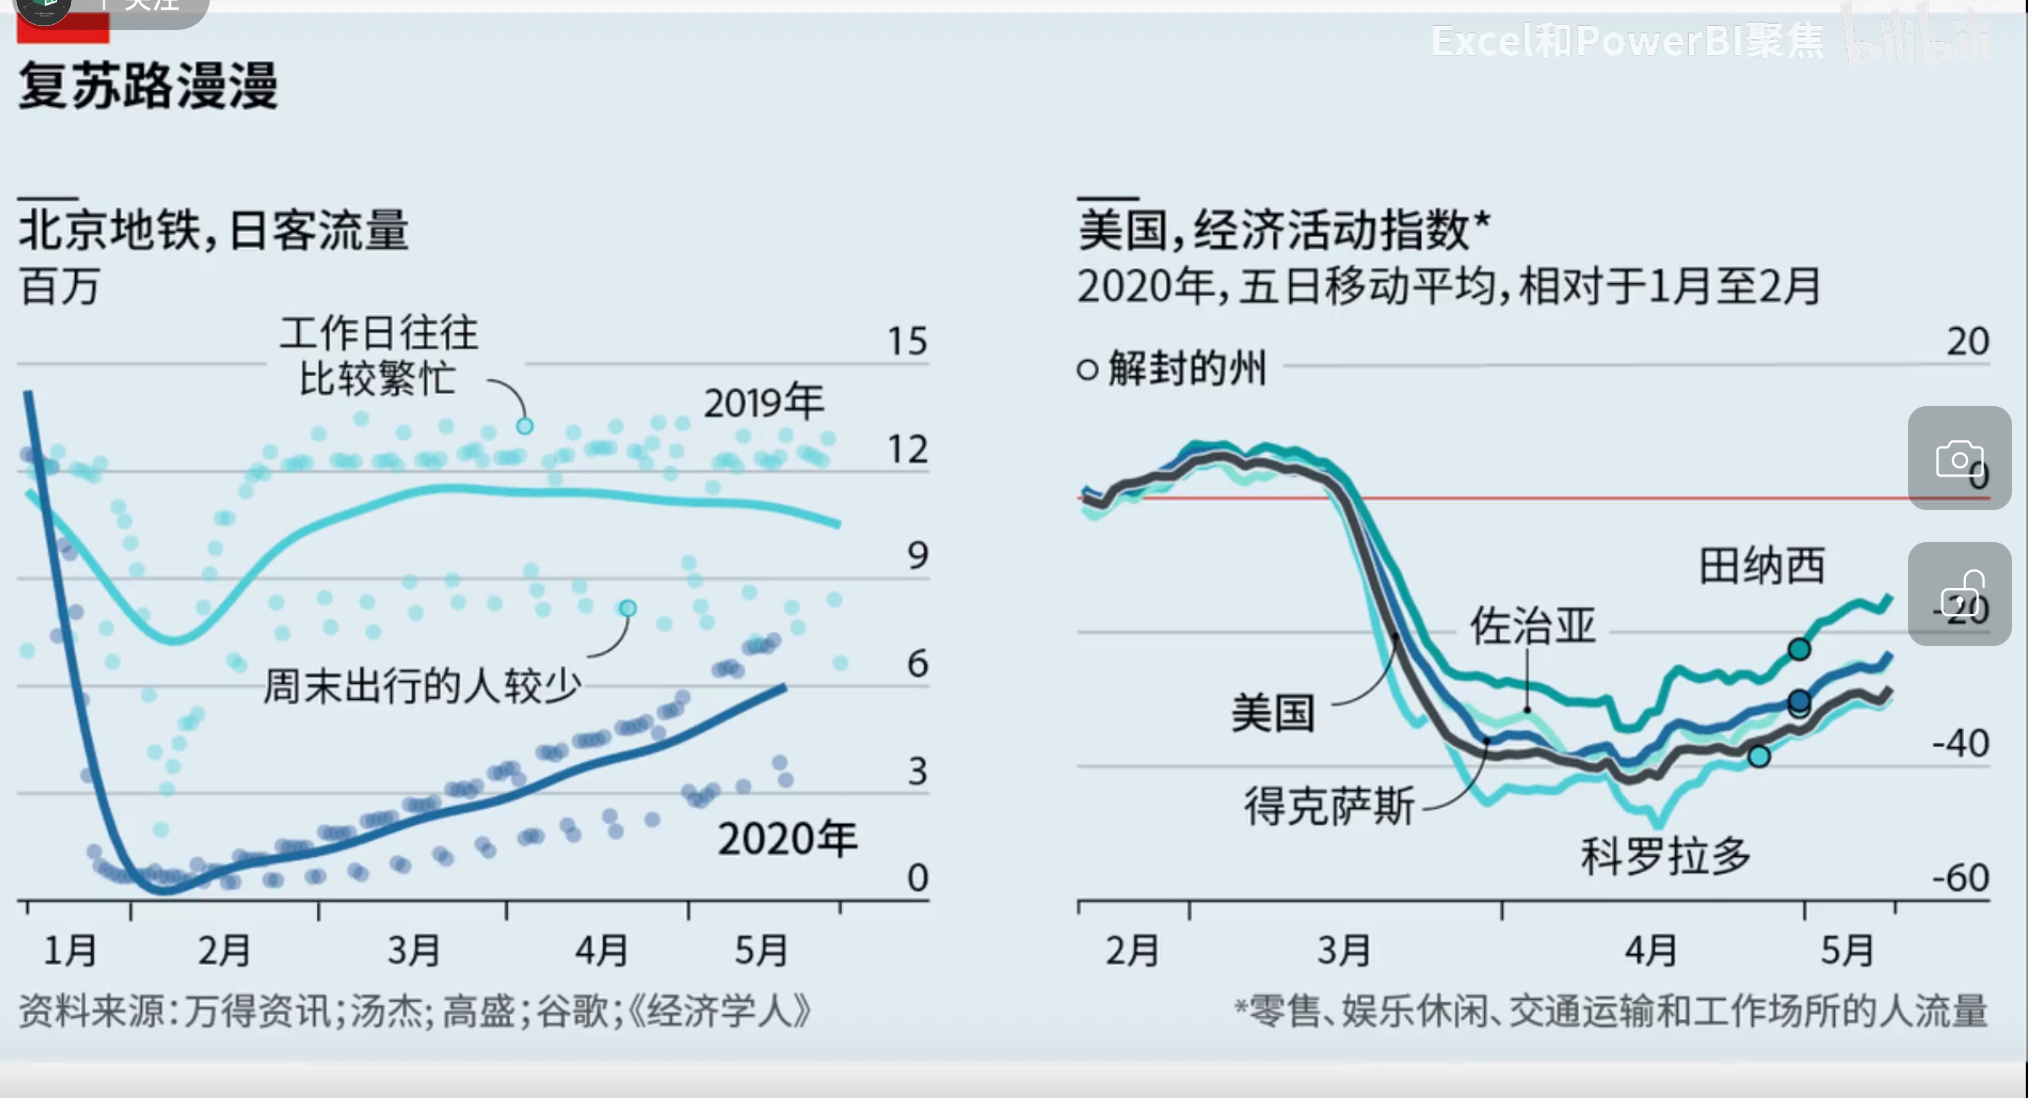 关注
Excel和PowerBI聚焦 bilibili
复苏路漫漫
北京地铁，日客流量
百万
工作日往往
比较繁忙
2019年
周末出行的人较少
2020年
15
12
9
6
3
0
1月 2月 3月 4月 5月
美国，经济活动指数*
2020年，五日移动平均，相对于1月至2月
解封的州
20
0
-20
-40
-60
田纳西
佐治亚
美国
得克萨斯
科罗拉多
2月 3月 4月 5月
资料来源：万得资讯；汤杰；高盛；谷歌；《经济学人》
*零售、娱乐休闲、交通运输和工作场所的人流量